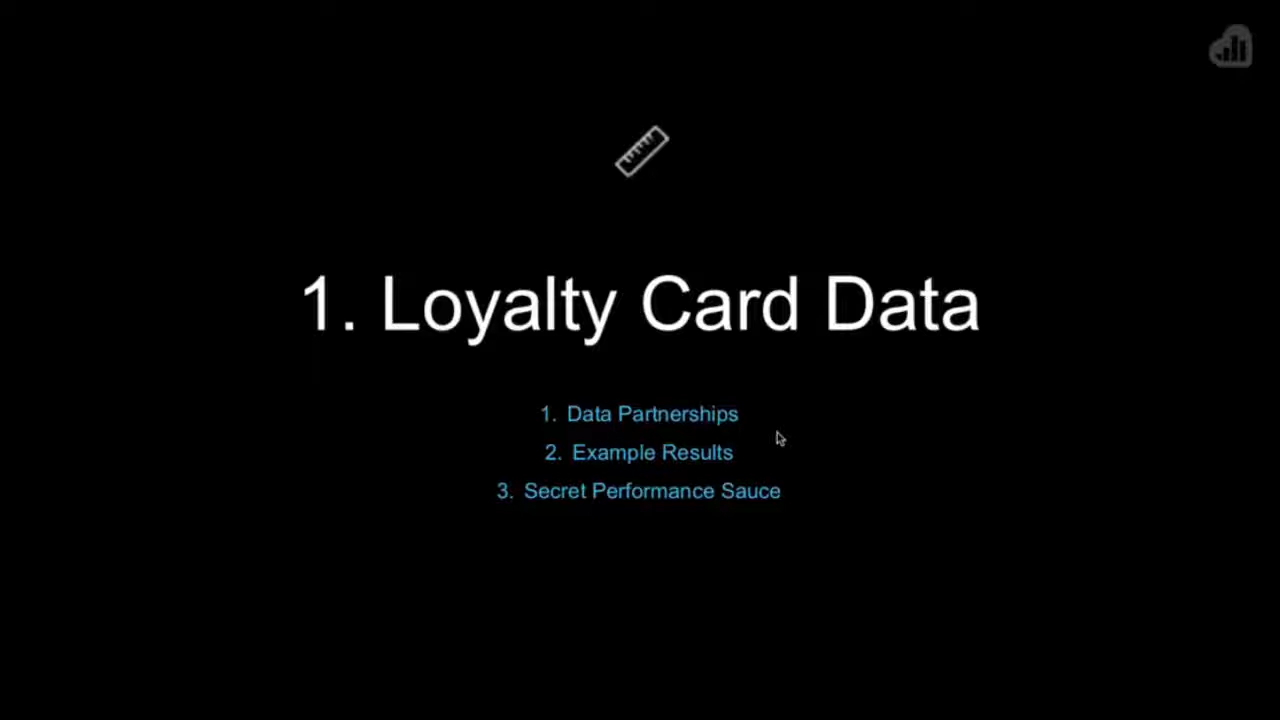 1. Loyalty Card Data
1. Data Partnerships
2. Example Results
3. Secret Performance Sauce